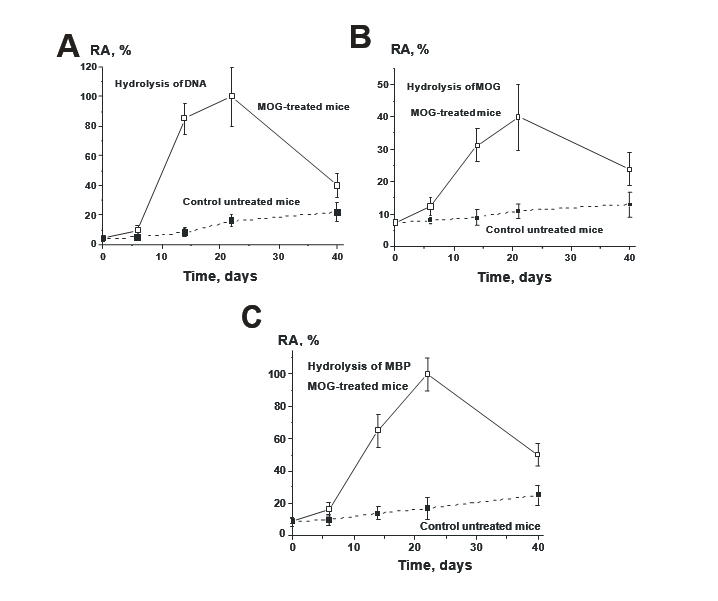 A
RA, %
120
100
80
60
40
20
0
Hydrolysis of DNA
MOG-treated mice
Control untreated mice
0 10 20 30 40
Time, days
B
RA, %
50
40
30
20
10
0
Hydrolysis of MOG
MOG-treated mice
Control untreated mice
0 10 20 30 40
Time, days
C
RA, %
100
80
60
40
20
0
Hydrolysis of MBP
MOG-treated mice
Control untreated mice
0 10 20 30 40
Time, days